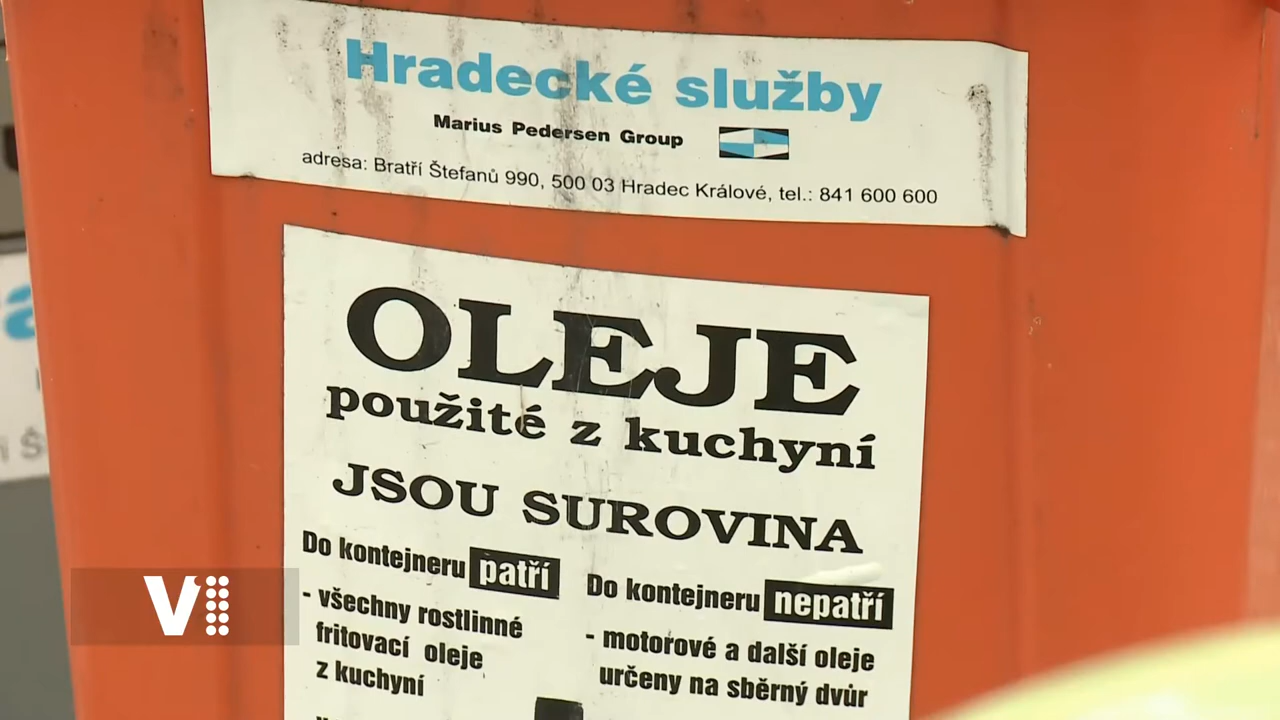 Hradecké služby
Marius Pedersen Group
adresa: Bratří Štefanů 990, 500 03 Hradec Králové, tel.: 841 600 600
OLEJE
použité z kuchyní
JSOU SUROVINA
Do kontejneru patří
- všechny rostlinné
fritovací oleje
z kuchyní
Do kontejneru nepatří
- motorové a další oleje
určeny na sběrný dvůr
V